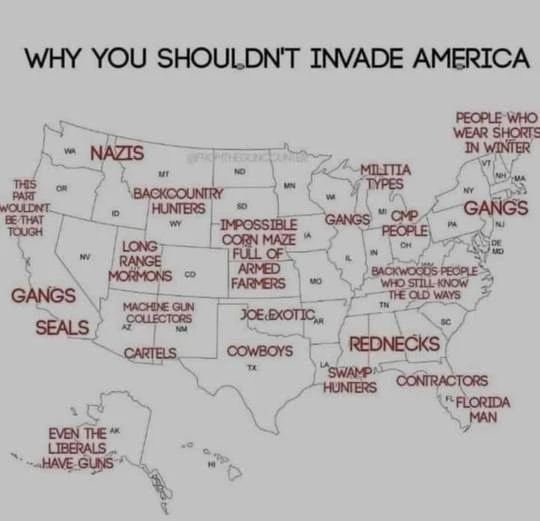 WHY YOU SHOULDN'T INVADE AMERICA
PEOPLE WHO
WEAR SHORTS
IN WINTER
WA
NAZIS
@FROMTHEGUNCOUNTER
VT
NH
MA
MT
ND
MN
MILITIA
TYPES
THIS
PART
WOULDNT
BE THAT
TOUGH
OR
ID
BACKCOUNTRY
HUNTERS
WY
SD
WI
MI
NY
GANGS
GANGS
CMP
PEOPLE
PA
NJ
IMPOSSIBLE
CORN MAZE
FULL OF
ARMED
FARMERS
IA
IL
IN
OH
DE
MD
NV
LONG
RANGE
MORMONS
CO
MO
WV
BACKWOODS PEOPLE
WHO STILL KNOW
THE OLD WAYS
GANGS
SEALS
MACHINE GUN
COLLECTORS
AZ
NM
JOE EXOTIC
AR
TN
SC
CARTELS
COWBOYS
TX
REDNECKS
LA
SWAMP
HUNTERS
CONTRACTORS
FL
FLORIDA
MAN
EVEN THE
LIBERALS
HAVE GUNS
AK
HI